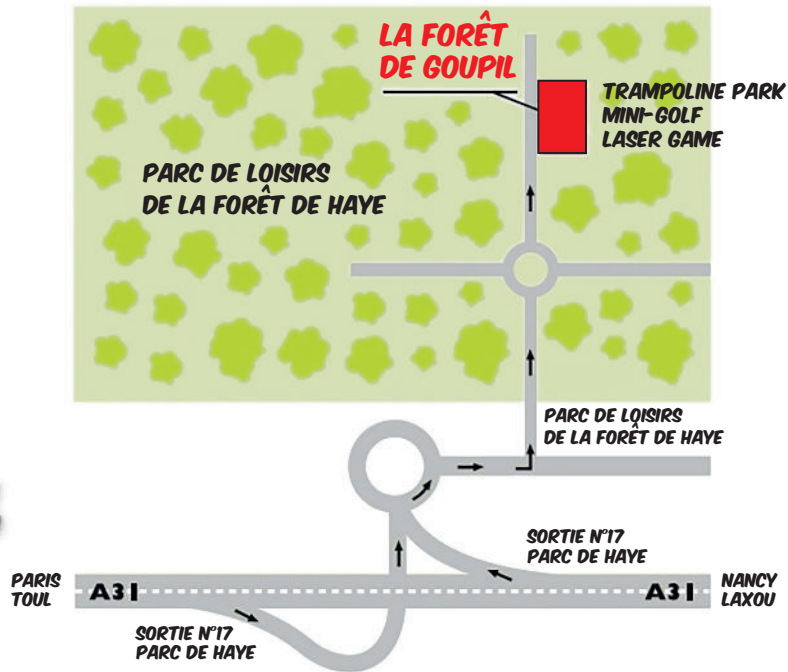 LA FORÊT
DE GOUPIL
TRAMPOLINE PARK
MINI-GOLF
LASER GAME
PARC DE LOISIRS
DE LA FORÊT DE HAYE
PARC DE LOISIRS
DE LA FORÊT DE HAYE
SORTIE N°17
PARC DE HAYE
PARIS
TOUL
A31
A31
NANCY
LAXOU
SORTIE N°17
PARC DE HAYE